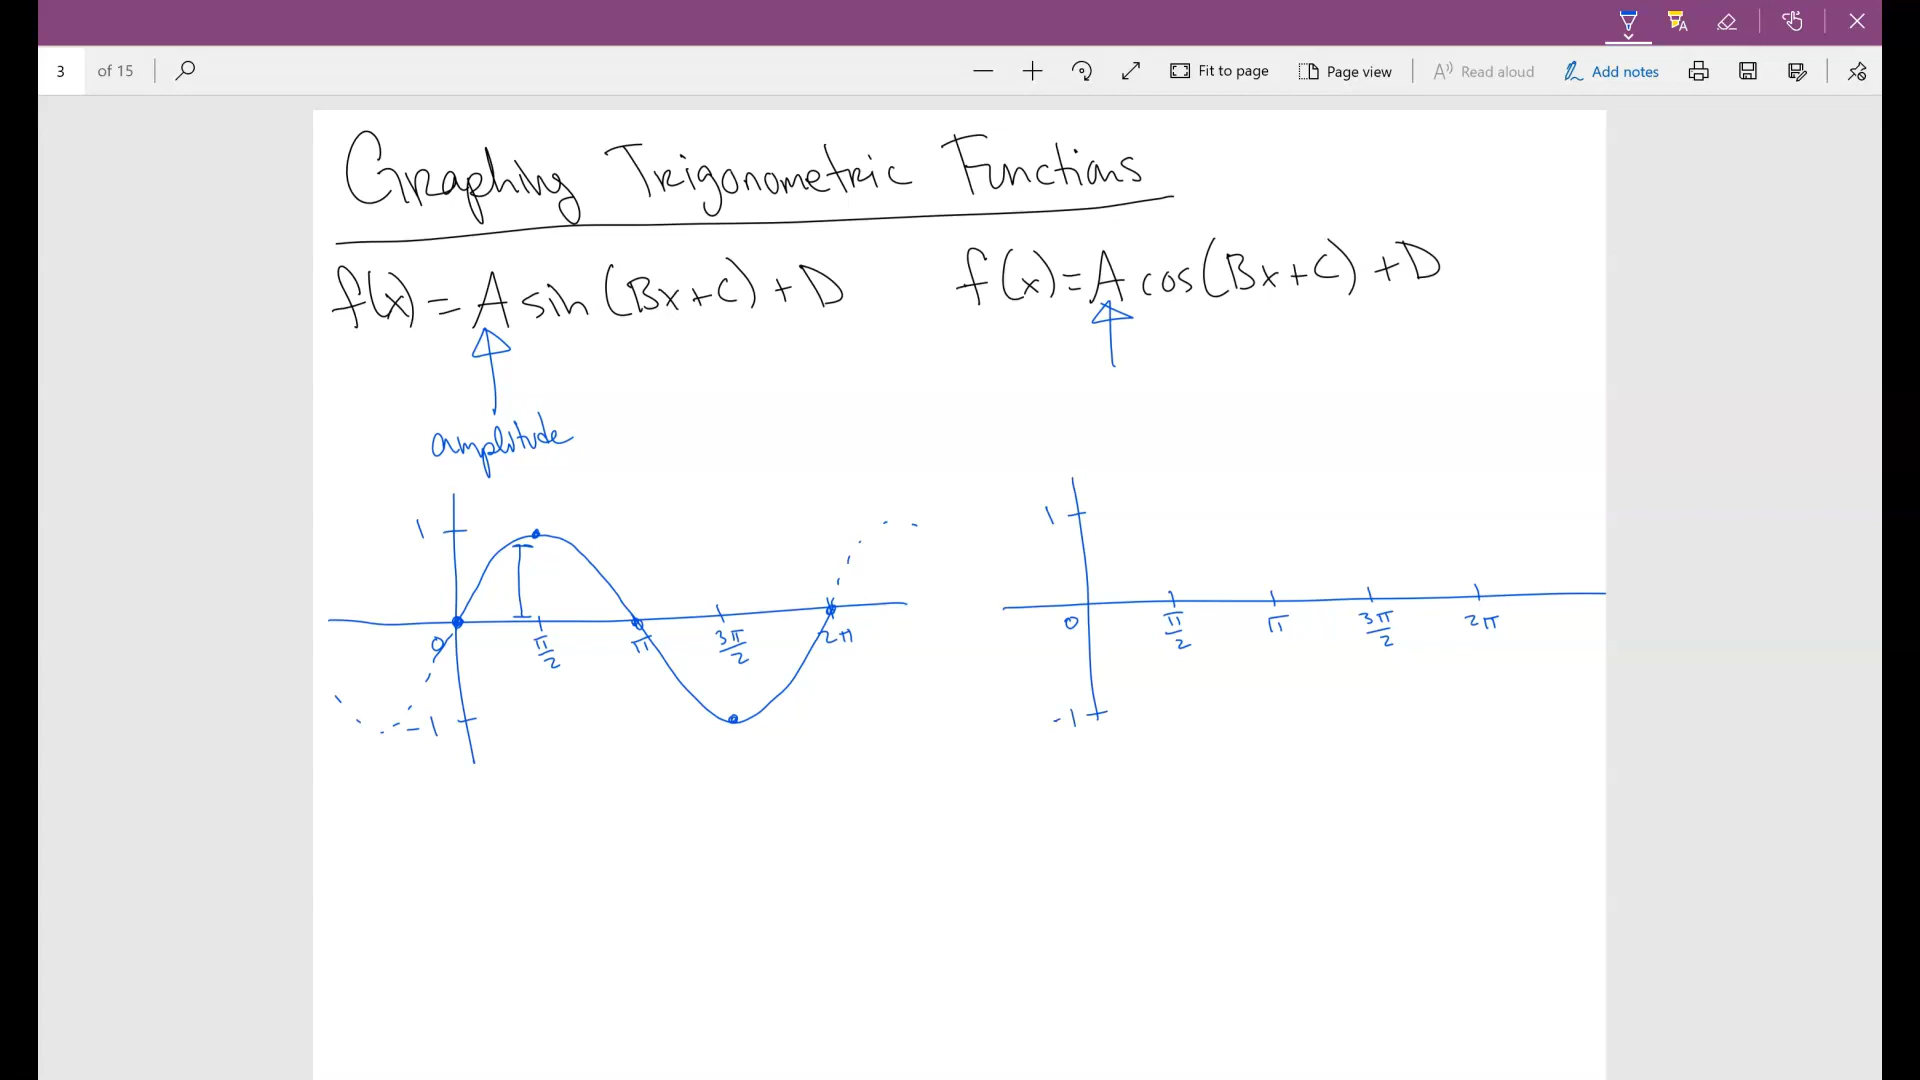 3 of 15 Fit to page Page view Read aloud Add notes
Graphing Trigonometric Functions
f(x) = A sin (Bx+C) + D
f(x) = A cos(Bx+C) + D
amplitude
1
0 π/2 π 3π/2 2π
-1
1
0 π/2 π 3π/2 2π
-1